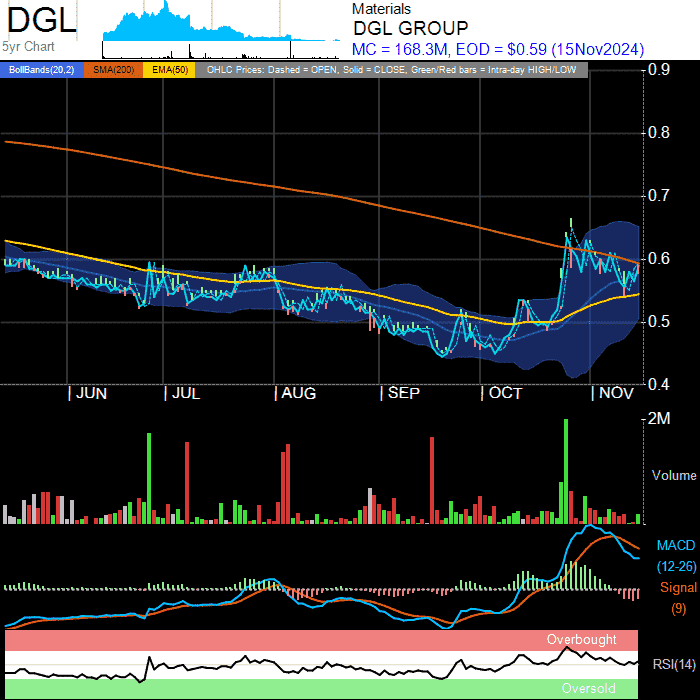 DGL
5yr Chart
Materials
DGL GROUP
MC = 168.3M, EOD = $0.59 (15Nov2024)
BollBands(20,2) SMA(200) EMA(50) OHLC Prices: Dashed = OPEN, Solid = CLOSE, Green/Red bars = Intra-day HIGH/LOW
0.9
0.8
0.7
0.6
0.5
0.4
JUN JUL AUG SEP OCT NOV
2M
Volume
MACD
(12-26)
Signal
(9)
Overbought
RSI(14)
Oversold